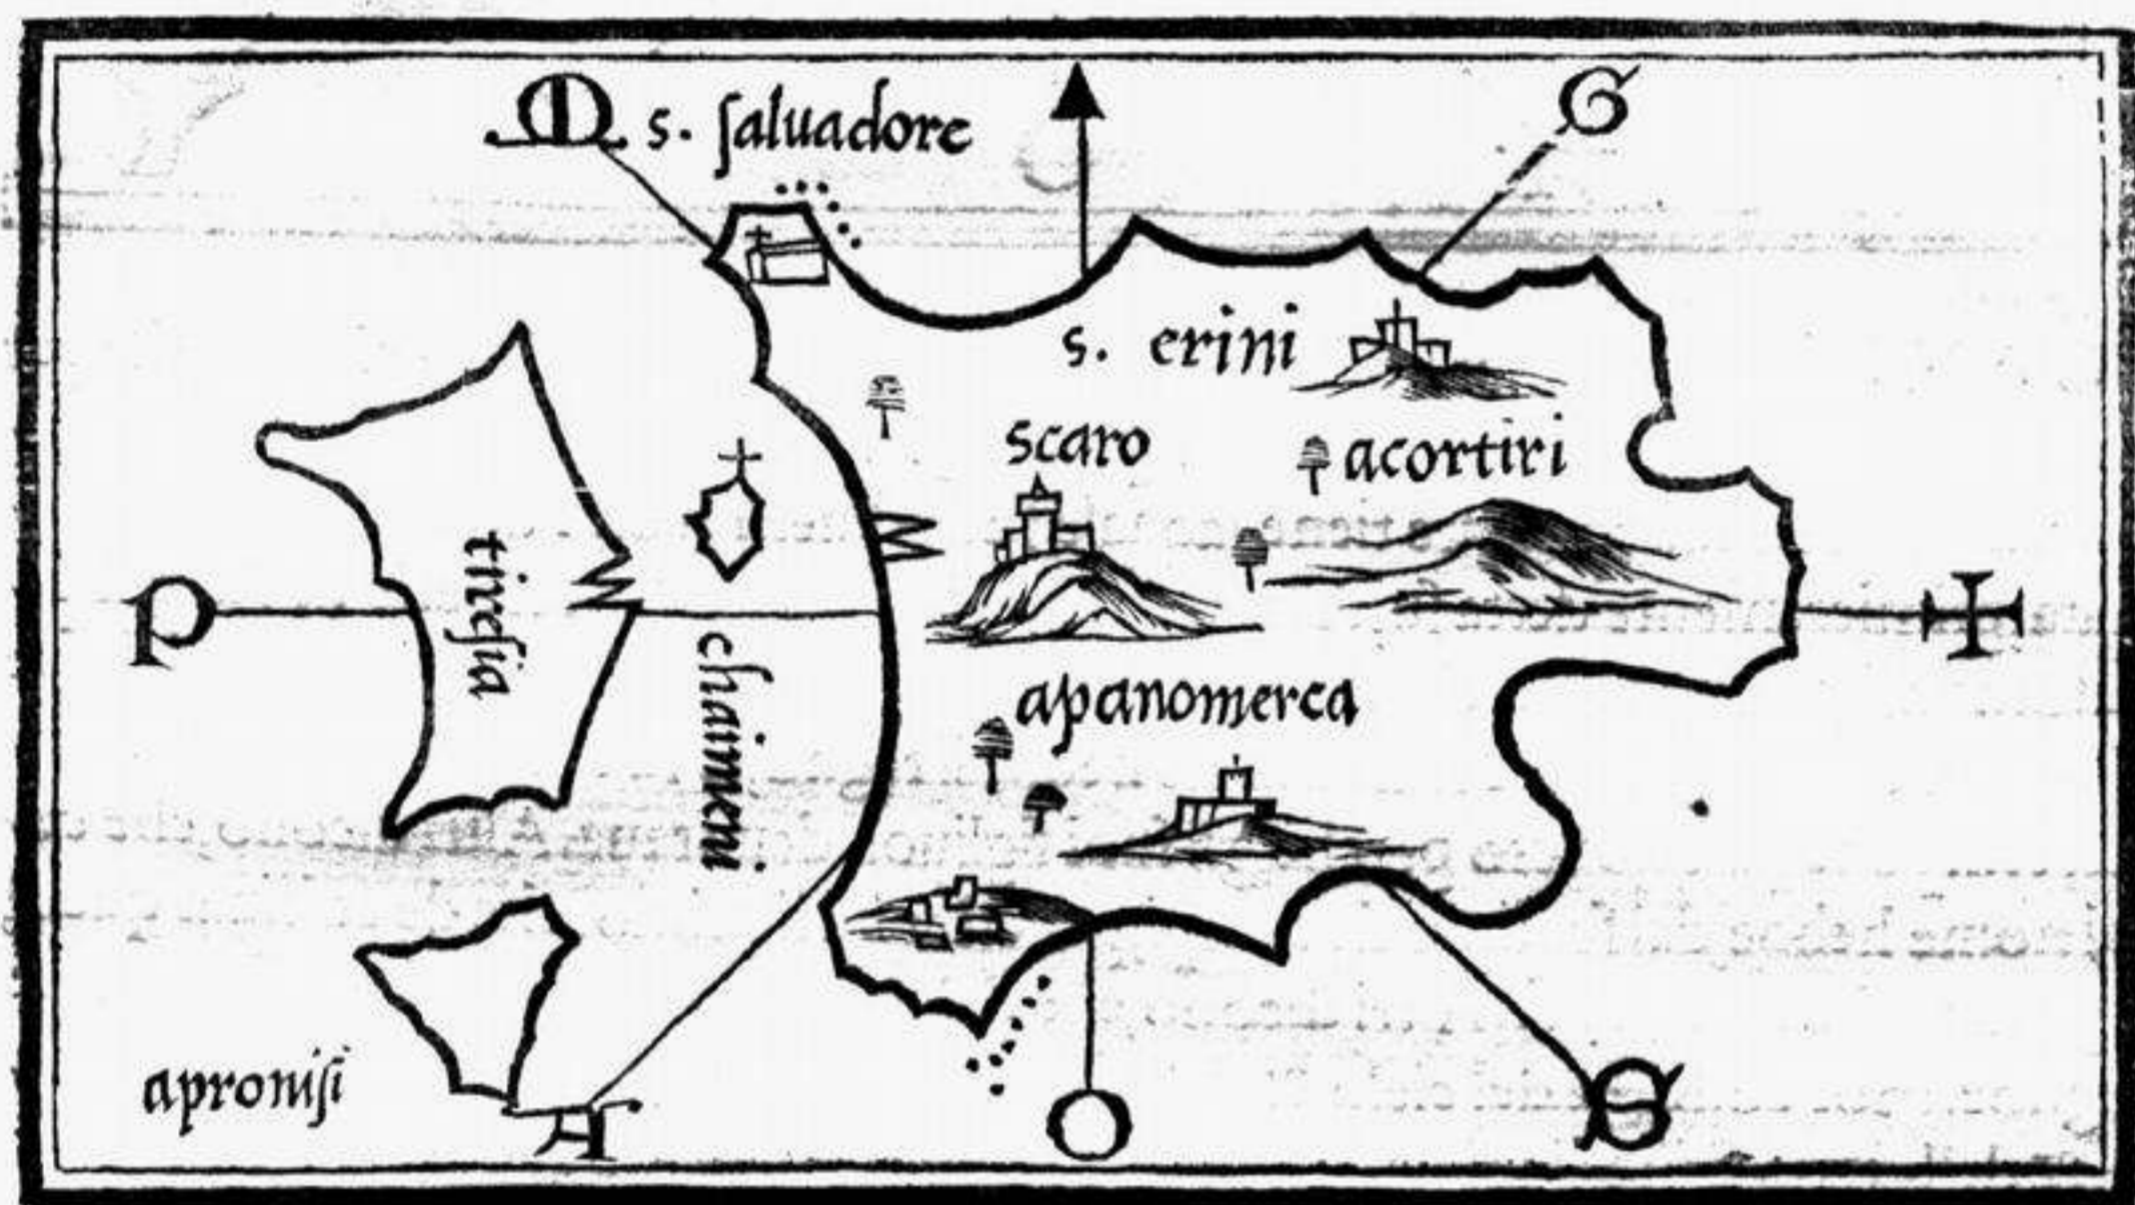 M
s. ſaluadore
G
s. erini
scaro
acortiri
P
tireſia
chaimeni
apanomerca
aproniſi
A
O
S